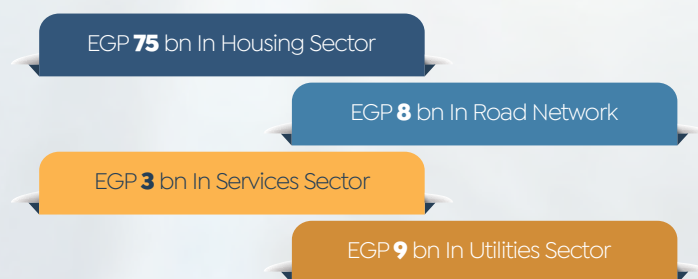 EGP 75 bn In Housing Sector
EGP 8 bn In Road Network
EGP 3 bn In Services Sector
EGP 9 bn In Utilities Sector